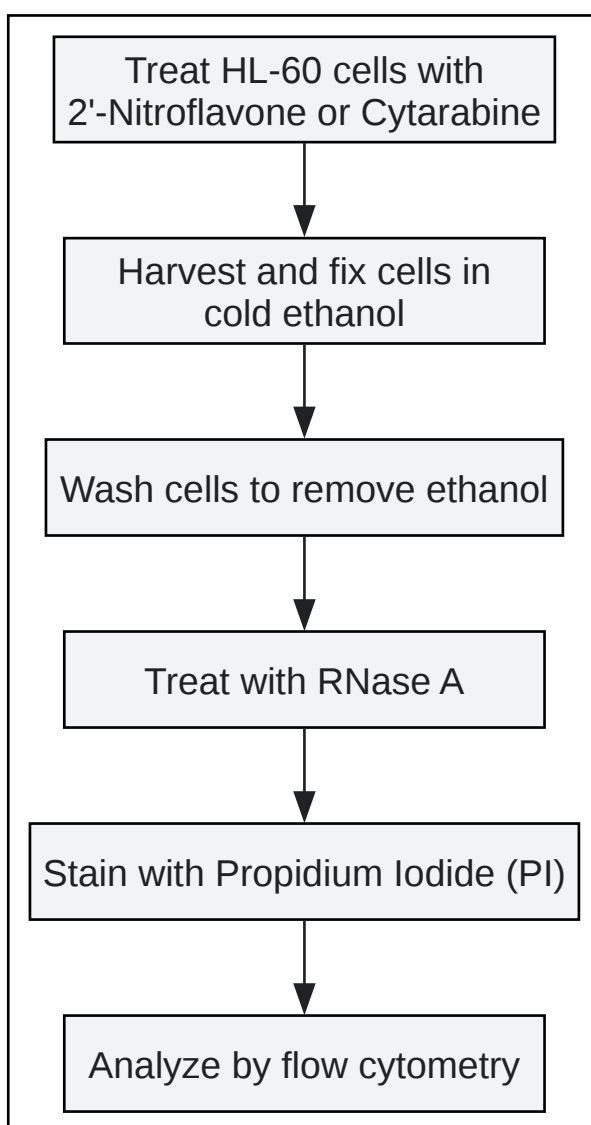 Treat HL-60 cells with
2'-Nitroflavone or Cytarabine
Harvest and fix cells in
cold ethanol
Wash cells to remove ethanol
Treat with RNase A
Stain with Propidium Iodide (PI)
Analyze by flow cytometry